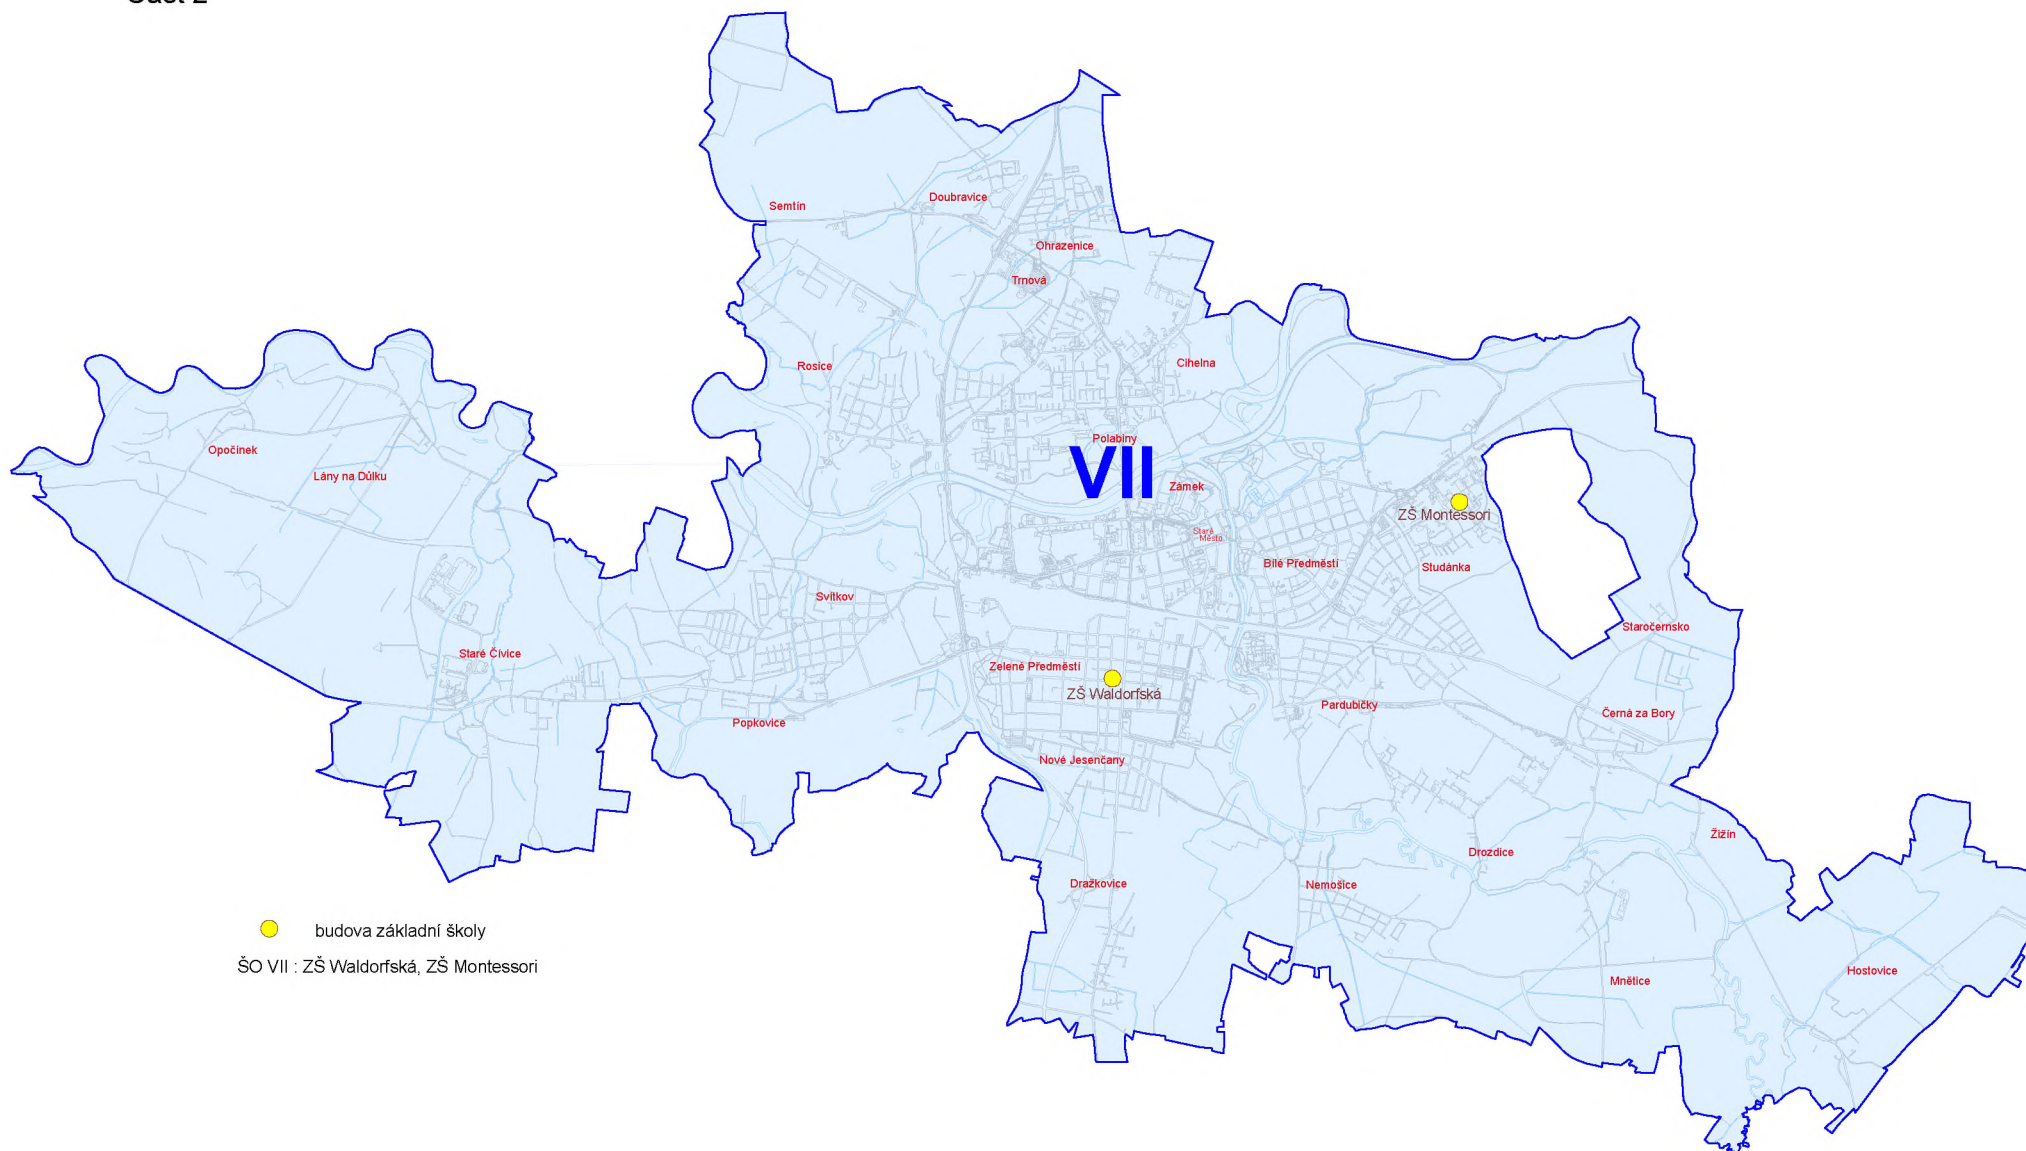 Semtín
Doubravice
Ohrazenice
Trnová
Rosice
Cihelna
Polabiny
VII
Opočínek
Lány na Důlku
Zámek
ZŠ Montessori
Staré
Město
Bílé Předměstí
Studánka
Svítkov
Staročernsko
Staré Čívice
Zelené Předměstí
ZŠ Waldorfská
Pardubičky
Černá za Bory
Popkovice
Nové Jesenčany
Žižín
Drozdice
Dražkovice
Nemošice
budova základní školy
ŠO VII : ZŠ Waldorfská, ZŠ Montessori
Hostovice
Mnětice